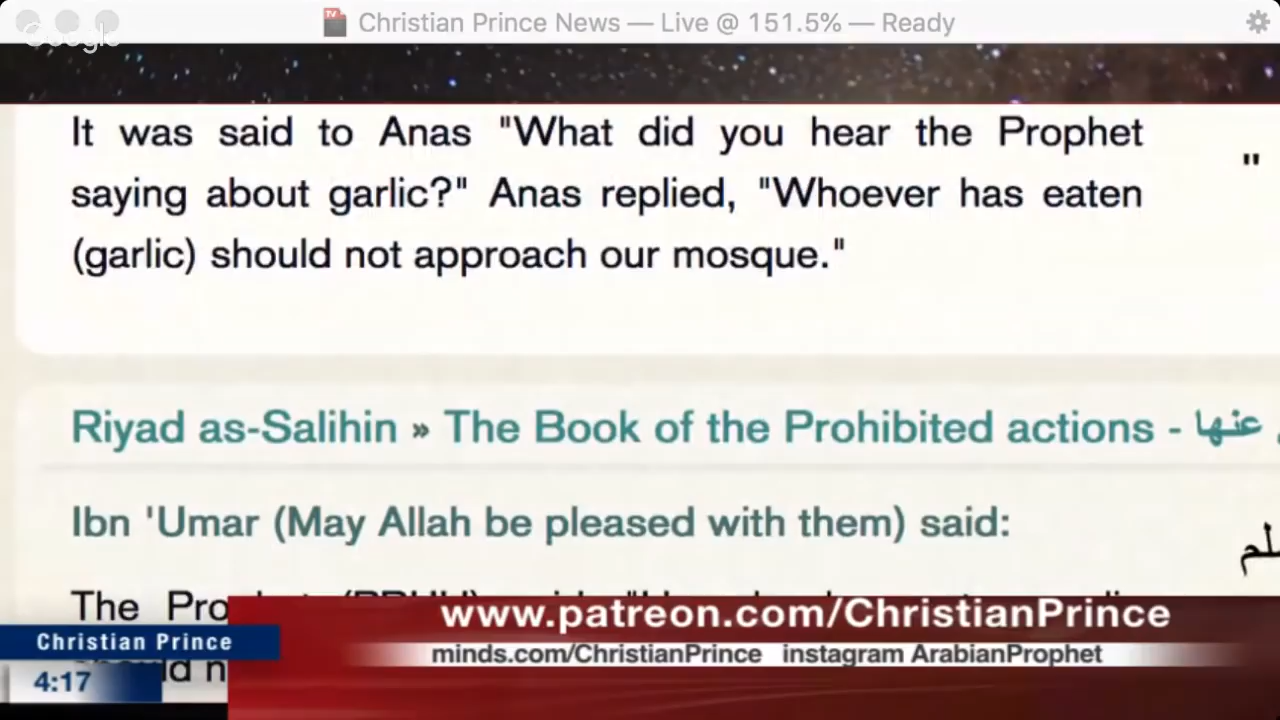 Christian Prince News — Live @ 151.5% — Ready
Google
It was said to Anas "What did you hear the Prophet
saying about garlic?" Anas replied, "Whoever has eaten
(garlic) should not approach our mosque."
"
Riyad as-Salihin » The Book of the Prohibited actions - عنها
Ibn 'Umar (May Allah be pleased with them) said:
The
www.patreon.com/ChristianPrince
Christian Prince
minds.com/ChristianPrince instagram ArabianProphet
4:17